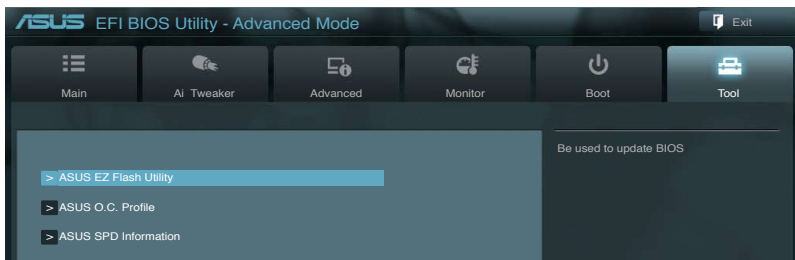 ASUS EFI BIOS Utility - Advanced Mode
Exit
Main
Ai Tweaker
Advanced
Monitor
Boot
Tool
Be used to update BIOS
> ASUS EZ Flash Utility
> ASUS O.C. Profile
> ASUS SPD Information